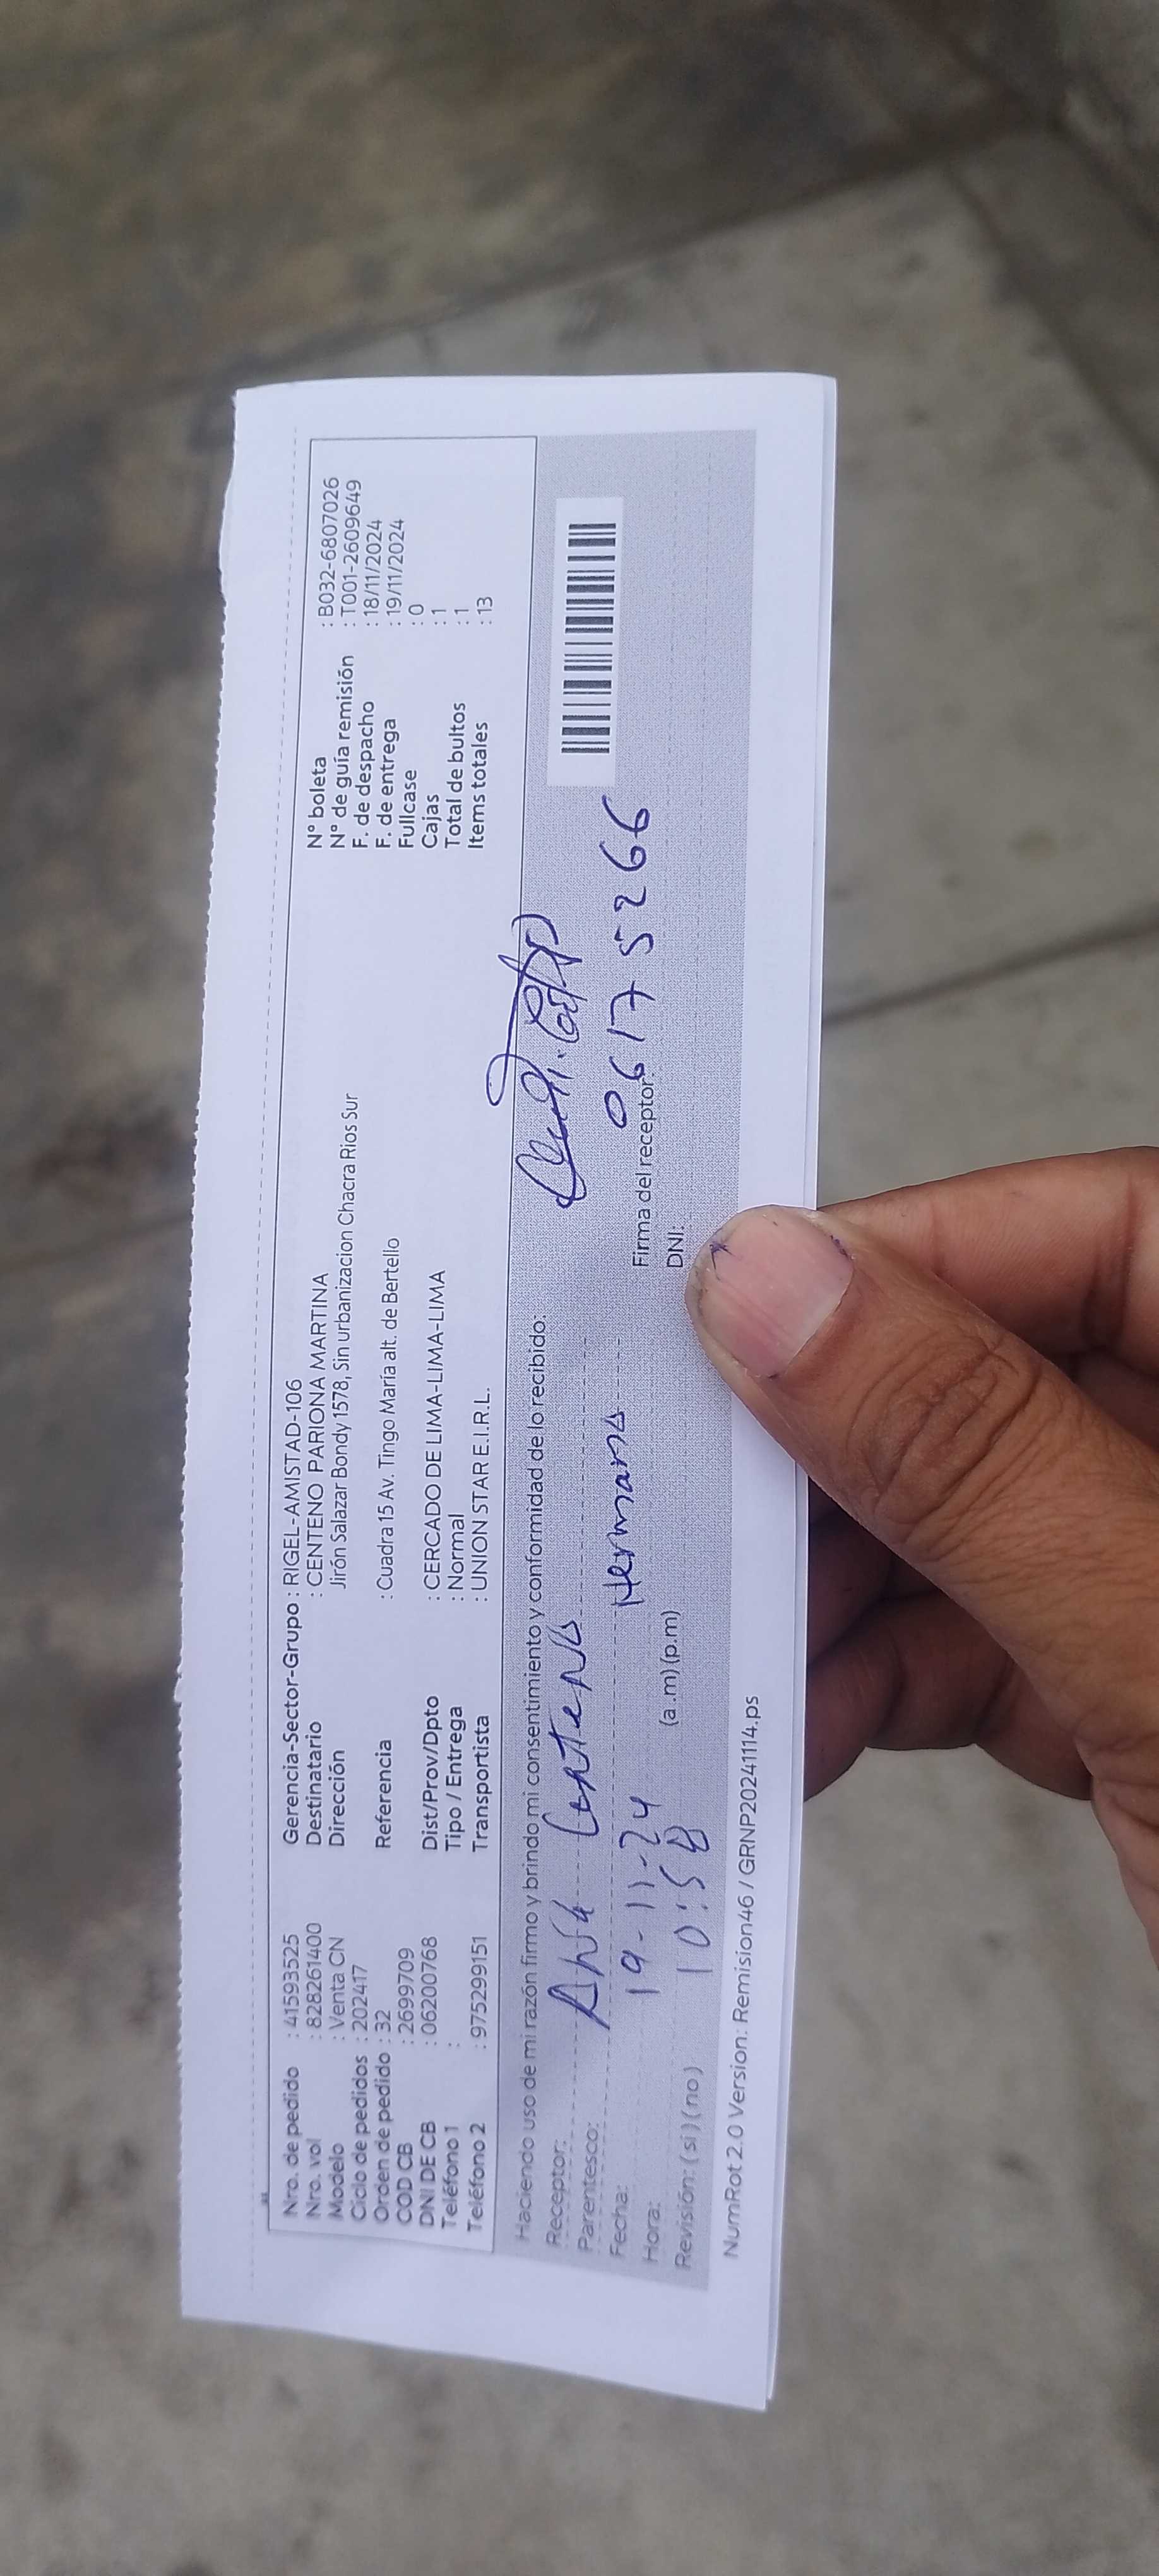 Nro. de pedido : 41593525 Gerencia-Sector-Grupo : RIGEL-AMISTAD-106
Nro. vol : 828261400 Destinatario : CENTENO PARIONA MARTINA N° boleta : B032-6807026
Modelo : Venta CN Dirección Jirón Salazar Bondy 1578, Sin urbanizacion Chacra Rios Sur N° de guía remisión : T001-2609649
Ciclo de pedidos : 202417 F. de despacho : 18/11/2024
Orden de pedido : 32 Referencia : Cuadra 15 Av. Tingo María alt. de Bertello F. de entrega : 19/11/2024
COD CB : 2699709 Fullcase : 0
DNI DE CB : 06200768 Dist/Prov/Dpto : CERCADO DE LIMA-LIMA-LIMA Cajas : 1
Teléfono 1 : Tipo / Entrega : Normal Total de bultos : 1
Teléfono 2 : 975299151 Transportista : UNION STAR E.I.R.L. Items totales : 13
Haciendo uso de mi razón firmo y brindo mi consentimiento y conformidad de lo recibido:
Receptor: Ana Centeno
Parentesco: Hermana
Fecha: 19-11-24 Firma del receptor:
Hora: 10:58 (a.m) (p.m) DNI: 06175266
Revisión: ( si ) ( no )
NumRot 2.0 Version: Remision46 / GRNP20241114.ps